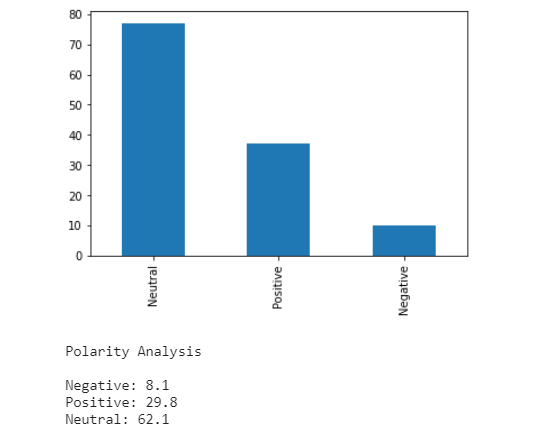 80
70
60
50
40
30
20
10
0
Neutral
Positive
Negative
Polarity Analysis
Negative: 8.1
Positive: 29.8
Neutral: 62.1